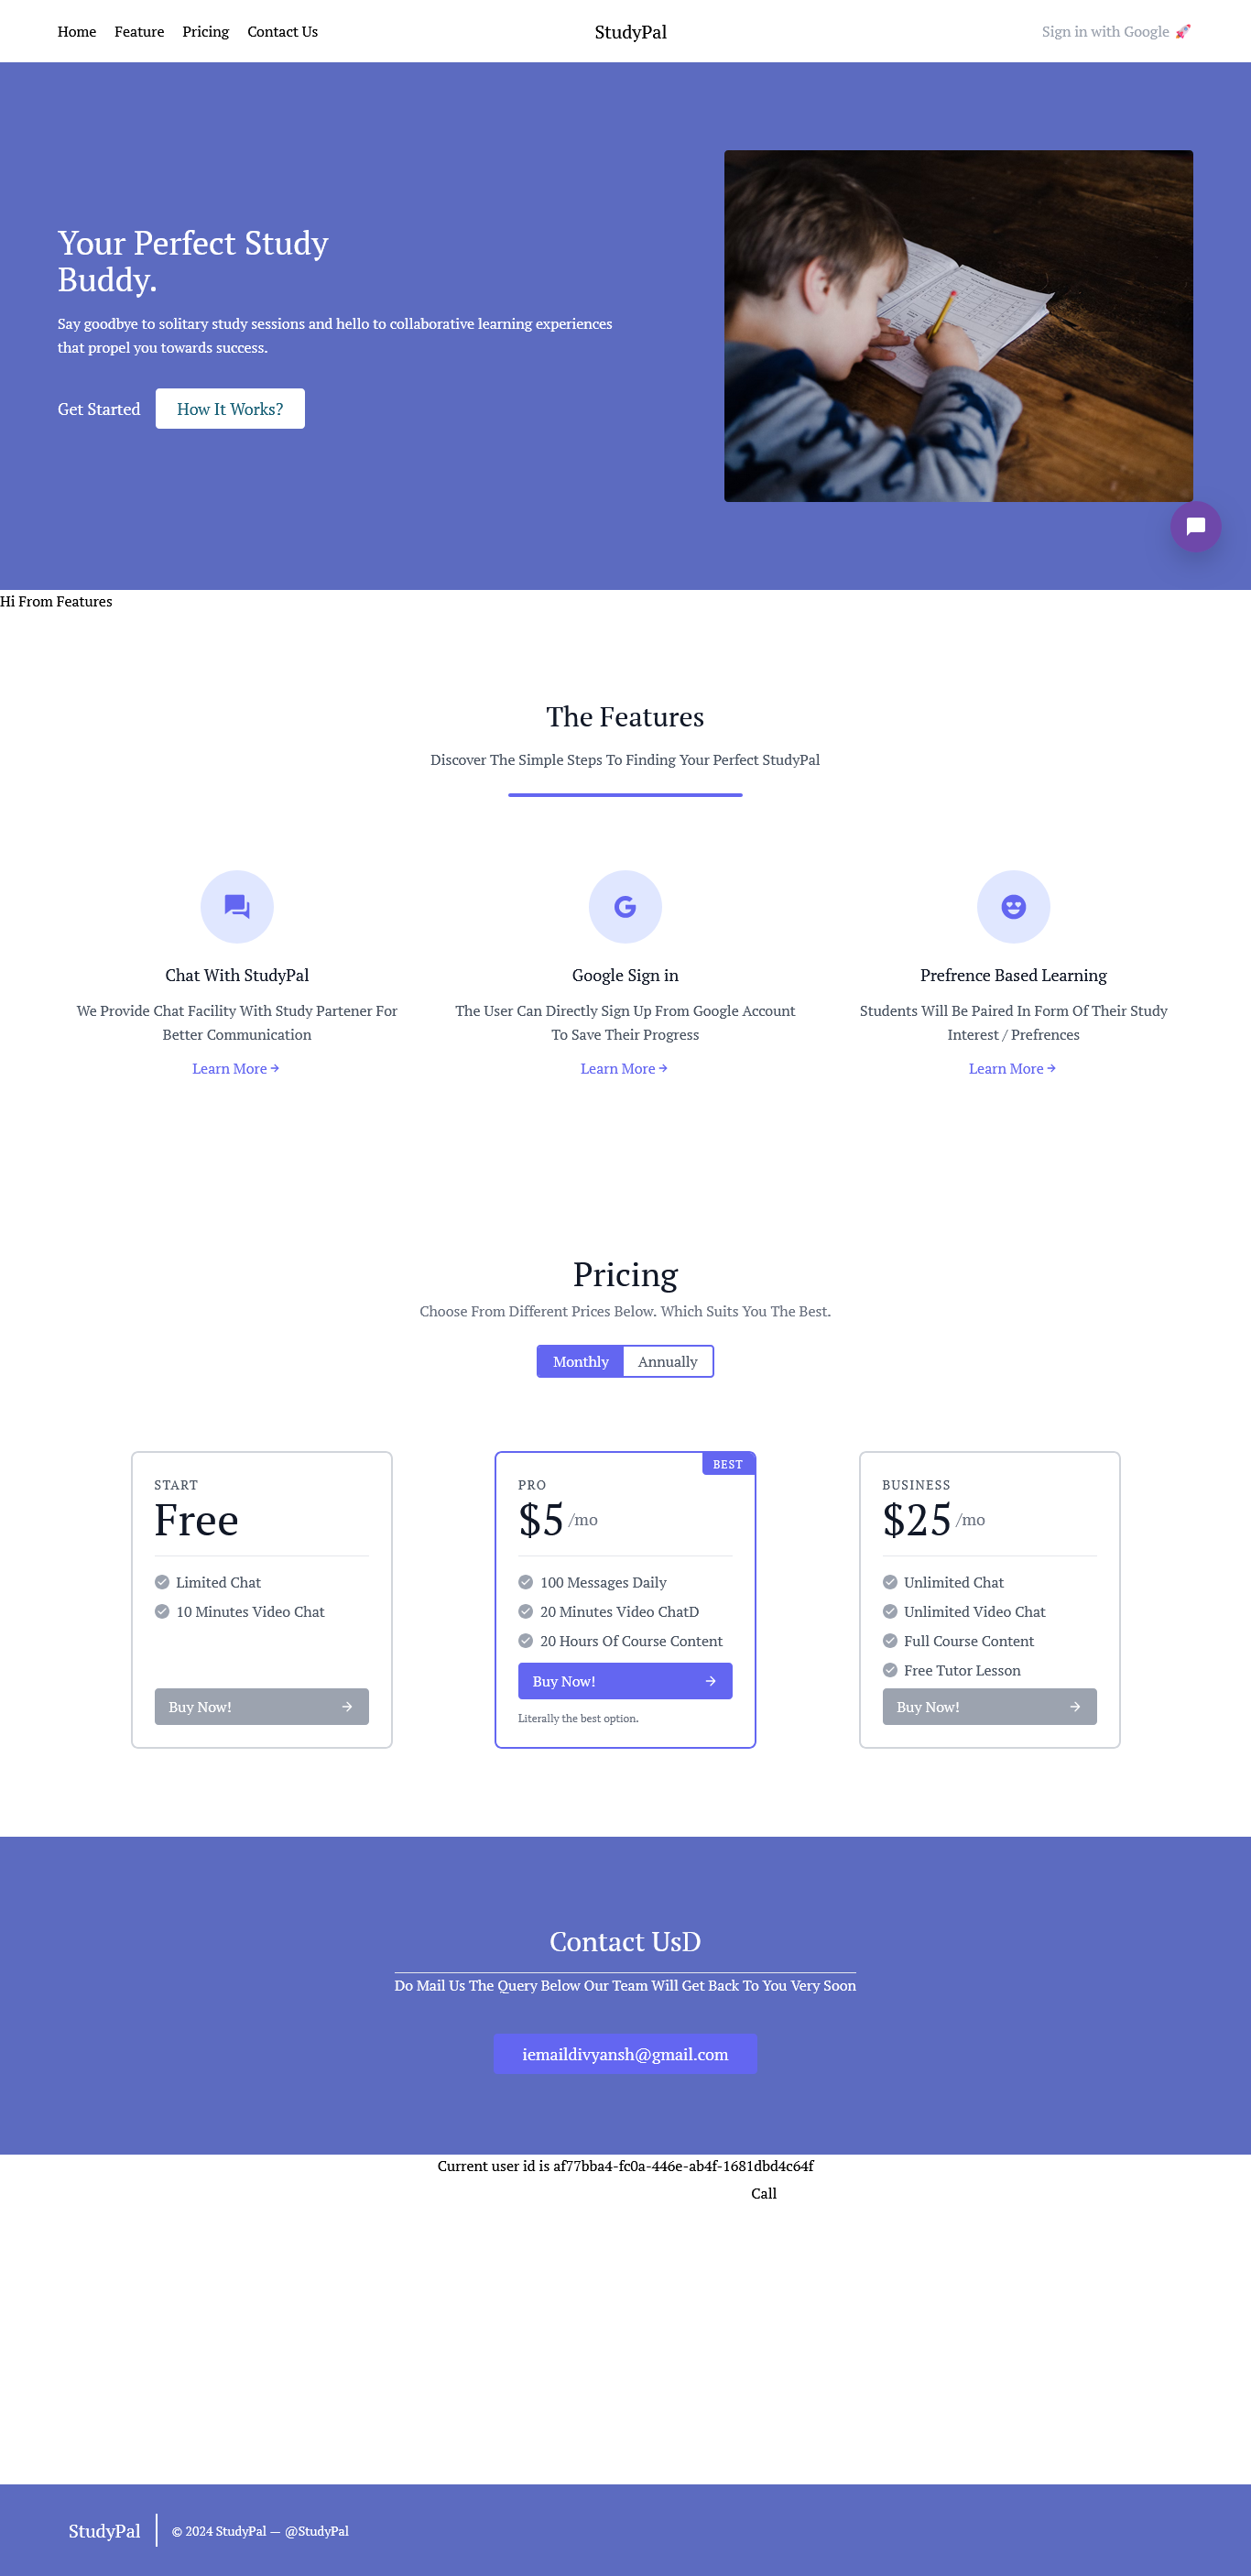 Home Feature Pricing Contact Us StudyPal Sign in with Google 🚀
Your Perfect Study
Buddy.
Say goodbye to solitary study sessions and hello to collaborative learning experiences
that propel you towards success.
Get Started How It Works?
Hi From Features
The Features
Discover The Simple Steps To Finding Your Perfect StudyPal
Chat With StudyPal
We Provide Chat Facility With Study Partener For
Better Communication
Learn More →
Google Sign in
The User Can Directly Sign Up From Google Account
To Save Their Progress
Learn More →
Prefrence Based Learning
Students Will Be Paired In Form Of Their Study
Interest / Prefrences
Learn More →
Pricing
Choose From Different Prices Below. Which Suits You The Best.
Monthly Annually
START
Free
Limited Chat
10 Minutes Video Chat
Buy Now! →
BEST
PRO
$5 /mo
100 Messages Daily
20 Minutes Video ChatD
20 Hours Of Course Content
Buy Now! →
Literally the best option.
BUSINESS
$25 /mo
Unlimited Chat
Unlimited Video Chat
Full Course Content
Free Tutor Lesson
Buy Now! →
Contact UsD
Do Mail Us The Query Below Our Team Will Get Back To You Very Soon
iemaildivyansh@gmail.com
Current user id is af77bba4-fc0a-446e-ab4f-1681dbd4c64f
Call
StudyPal © 2024 StudyPal — @StudyPal